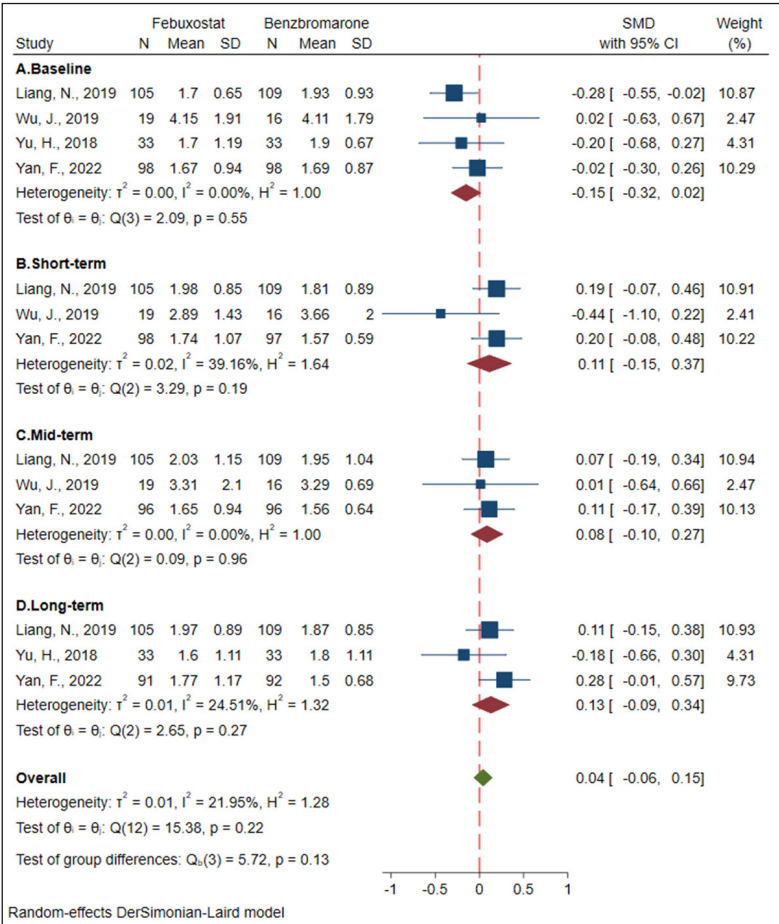 Febuxostat Benzbromarone SMD Weight
Study N Mean SD N Mean SD with 95% CI (%)
A.Baseline
Liang, N., 2019 105 1.7 0.65 109 1.93 0.93 -0.28 [ -0.55, -0.02] 10.87
Wu, J., 2019 19 4.15 1.91 16 4.11 1.79 0.02 [ -0.63, 0.67] 2.47
Yu, H., 2018 33 1.7 1.19 33 1.9 0.67 -0.20 [ -0.68, 0.27] 4.31
Yan, F., 2022 98 1.67 0.94 98 1.69 0.87 -0.02 [ -0.30, 0.26] 10.29
Heterogeneity: τ² = 0.00, I² = 0.00%, H² = 1.00 -0.15 [ -0.32, 0.02]
Test of θᵢ = θⱼ: Q(3) = 2.09, p = 0.55
B.Short-term
Liang, N., 2019 105 1.98 0.85 109 1.81 0.89 0.19 [ -0.07, 0.46] 10.91
Wu, J., 2019 19 2.89 1.43 16 3.66 2 -0.44 [ -1.10, 0.22] 2.41
Yan, F., 2022 98 1.74 1.07 97 1.57 0.59 0.20 [ -0.08, 0.48] 10.22
Heterogeneity: τ² = 0.02, I² = 39.16%, H² = 1.64 0.11 [ -0.15, 0.37]
Test of θᵢ = θⱼ: Q(2) = 3.29, p = 0.19
C.Mid-term
Liang, N., 2019 105 2.03 1.15 109 1.95 1.04 0.07 [ -0.19, 0.34] 10.94
Wu, J., 2019 19 3.31 2.1 16 3.29 0.69 0.01 [ -0.64, 0.66] 2.47
Yan, F., 2022 96 1.65 0.94 96 1.56 0.64 0.11 [ -0.17, 0.39] 10.13
Heterogeneity: τ² = 0.00, I² = 0.00%, H² = 1.00 0.08 [ -0.10, 0.27]
Test of θᵢ = θⱼ: Q(2) = 0.09, p = 0.96
D.Long-term
Liang, N., 2019 105 1.97 0.89 109 1.87 0.85 0.11 [ -0.15, 0.38] 10.93
Yu, H., 2018 33 1.6 1.11 33 1.8 1.11 -0.18 [ -0.66, 0.30] 4.31
Yan, F., 2022 91 1.77 1.17 92 1.5 0.68 0.28 [ -0.01, 0.57] 9.73
Heterogeneity: τ² = 0.01, I² = 24.51%, H² = 1.32 0.13 [ -0.09, 0.34]
Test of θᵢ = θⱼ: Q(2) = 2.65, p = 0.27
Overall 0.04 [ -0.06, 0.15]
Heterogeneity: τ² = 0.01, I² = 21.95%, H² = 1.28
Test of θᵢ = θⱼ: Q(12) = 15.38, p = 0.22
Test of group differences: Q_b(3) = 5.72, p = 0.13
-1 -0.5 0 0.5 1
Random-effects DerSimonian-Laird model